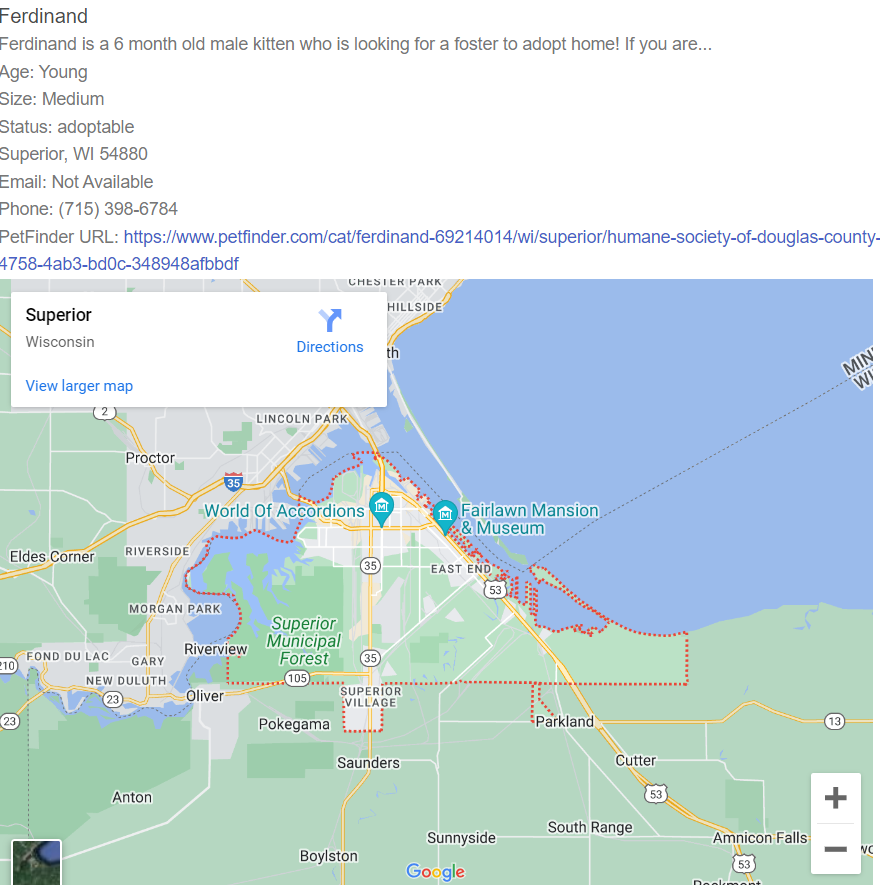 Ferdinand
Ferdinand is a 6 month old male kitten who is looking for a foster to adopt home! If you are...
Age: Young
Size: Medium
Status: adoptable
Superior, WI 54880
Email: Not Available
Phone: (715) 398-6784
PetFinder URL: https://www.petfinder.com/cat/ferdinand-69214014/wi/superior/humane-society-of-douglas-county-
4758-4ab3-bd0c-348948afbbdf
CHESTER PARK
Superior
HILLSIDE
Wisconsin
Directions
th
View larger map
MIN
WI
2
LINCOLN PARK
Proctor
35
World Of Accordions
Fairlawn Mansion
& Museum
Eldes Corner
RIVERSIDE
35
EAST END
53
MORGAN PARK
Superior
Municipal
Forest
Riverview
FOND DU LAC
GARY
35
210
NEW DULUTH
105
23
Oliver
SUPERIOR
VILLAGE
23
Pokegama
Parkland
13
Saunders
Cutter
53
Anton
South Range
Sunnyside
Amnicon Falls
Boylston
53
Google